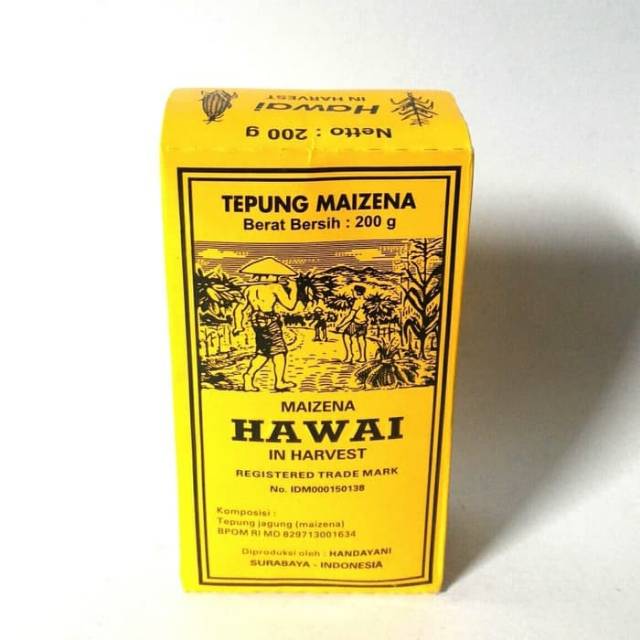 Hawai
IN HARVEST
Netto : 200 g
TEPUNG MAIZENA
Berat Bersih : 200 g
MAIZENA
HAWAI
IN HARVEST
REGISTERED TRADE MARK
No. IDM000150138
Komposisi :
Tepung jagung (maizena)
BPOM RI MD 829713001634
Diproduksi oleh : HANDAYANI
SURABAYA - INDONESIA